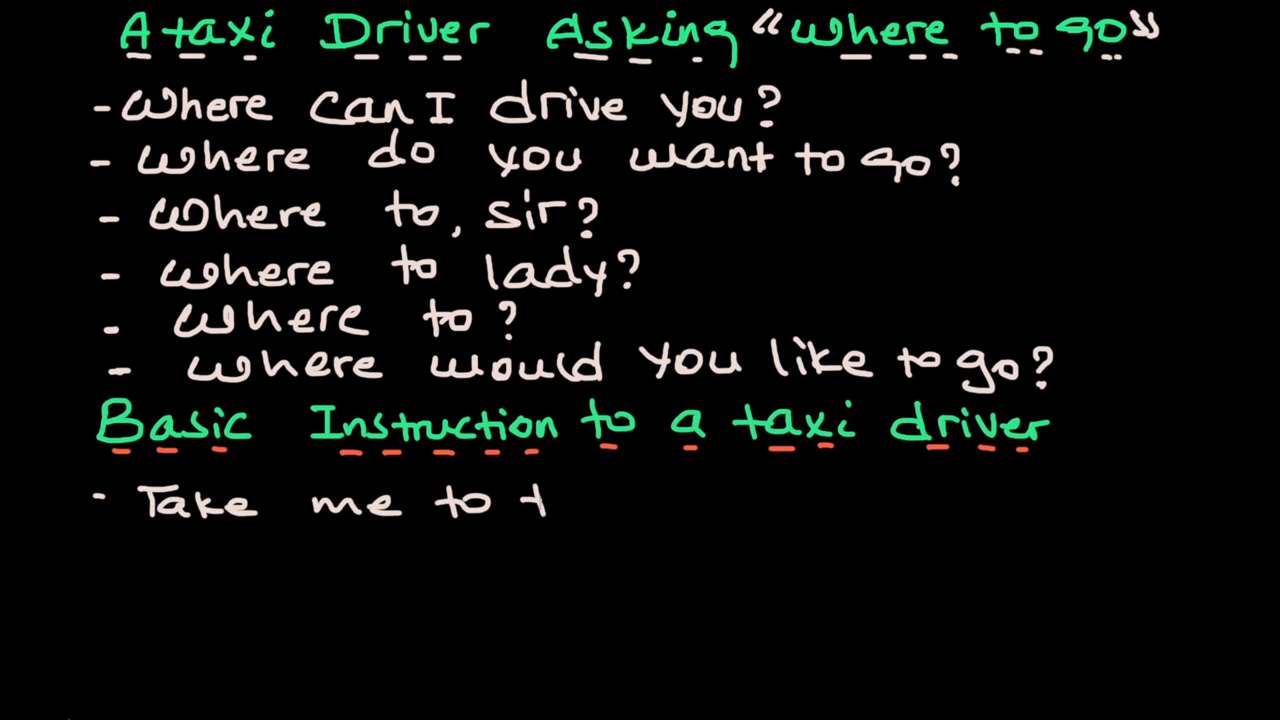 A taxi Driver Asking “where to go”
- Where can I drive you?
- where do you want to go?
- where to, sir?
- where to lady?
- where to?
- where would you like to go?
Basic Instruction to a taxi driver
- Take me to t